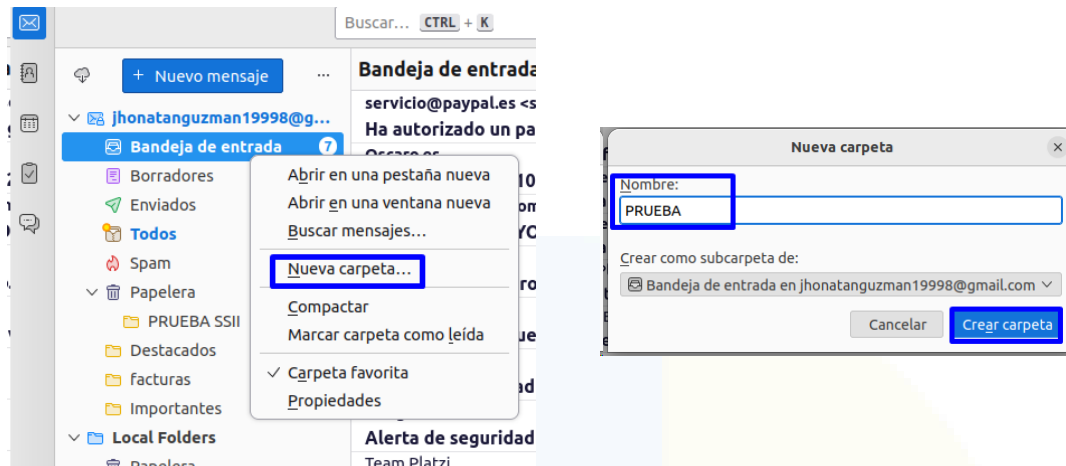 Buscar... CTRL + K
+ Nuevo mensaje
...
jhonatanguzman19998@g...
Bandeja de entrada 7
Borradores
Enviados
Todos
Spam
Papelera
PRUEBA SSII
Destacados
facturas
Importantes
Local Folders
Papelera
Bandeja de entrada
servicio@paypal.es <s
Ha autorizado un pa
Oscaro.es
Abrir en una pestaña nueva
Abrir en una ventana nueva
Buscar mensajes...
Nueva carpeta...
Compactar
Marcar carpeta como leída
Carpeta favorita
Propiedades
Alerta de seguridad
Team Platzi
Nueva carpeta
Nombre:
PRUEBA
Crear como subcarpeta de:
Bandeja de entrada en jhonatanguzman19998@gmail.com
Cancelar
Crear carpeta